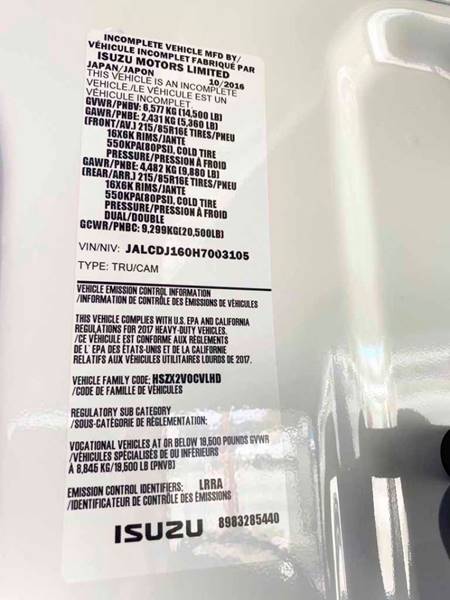 INCOMPLETE VEHICLE MFD BY/
VÉHICULE INCOMPLET FABRIQUÉ PAR
ISUZU MOTORS LIMITED
JAPAN/JAPON 10/2016
THIS VEHICLE IS AN INCOMPLETE
VEHICLE./LE VÉHICULE EST UN
VÉHICULE INCOMPLET.
GVWR/PNBV: 6,577 KG (14,500 LB)
GAWR/PNBE: 2,431 KG (5,360 LB)
(FRONT/AV.) 215/85R16E TIRES/PNEU
16X6K RIMS/JANTE
550KPA(80PSI), COLD TIRE
PRESSURE/PRESSION À FROID
GAWR/PNBE: 4,482 KG (9,880 LB)
(REAR/ARR.) 215/85R16E TIRES/PNEU
16X6K RIMS/JANTE
550KPA(80PSI), COLD TIRE
PRESSURE/PRESSION À FROID
DUAL/DOUBLE
GCWR/PNBC: 9,299KG(20,500LB)
VIN/NIV: JALCDJ160H7003105
TYPE: TRU/CAM
VEHICLE EMISSION CONTROL INFORMATION
/INFORMATION DE CONTRÔLE DES ÉMISSIONS DE VÉHICULES
THIS VEHICLE COMPLIES WITH U.S. EPA AND CALIFORNIA
REGULATIONS FOR 2017 HEAVY-DUTY VEHICLES.
/CE VÉHICULE EST CONFORME AUX RÈGLEMENTS
DE L' EPA DES ÉTATS-UNIS ET DE LA CALIFORNIE
RELATIFS AUX VÉHICULES UTILITAIRES LOURDS DE 2017.
VEHICLE FAMILY CODE: HSZX2VOCVLHD
/CODE DE FAMILLE DE VÉHICULES
REGULATORY SUB CATEGORY
/SOUS-CATÉGORIE DE RÈGLEMENTATION:
VOCATIONAL VEHICLES AT OR BELOW 19,500 POUNDS GVWR
/VÉHICULES SPÉCIALISÉS DE OU INFÉRIEURS
À 8,845 KG/19,500 LB (PNVB)
EMISSION CONTROL IDENTIFIERS: LRRA
/IDENTIFICATEUR DE CONTRÔLE DES ÉMISSIONS
ISUZU 8983285440